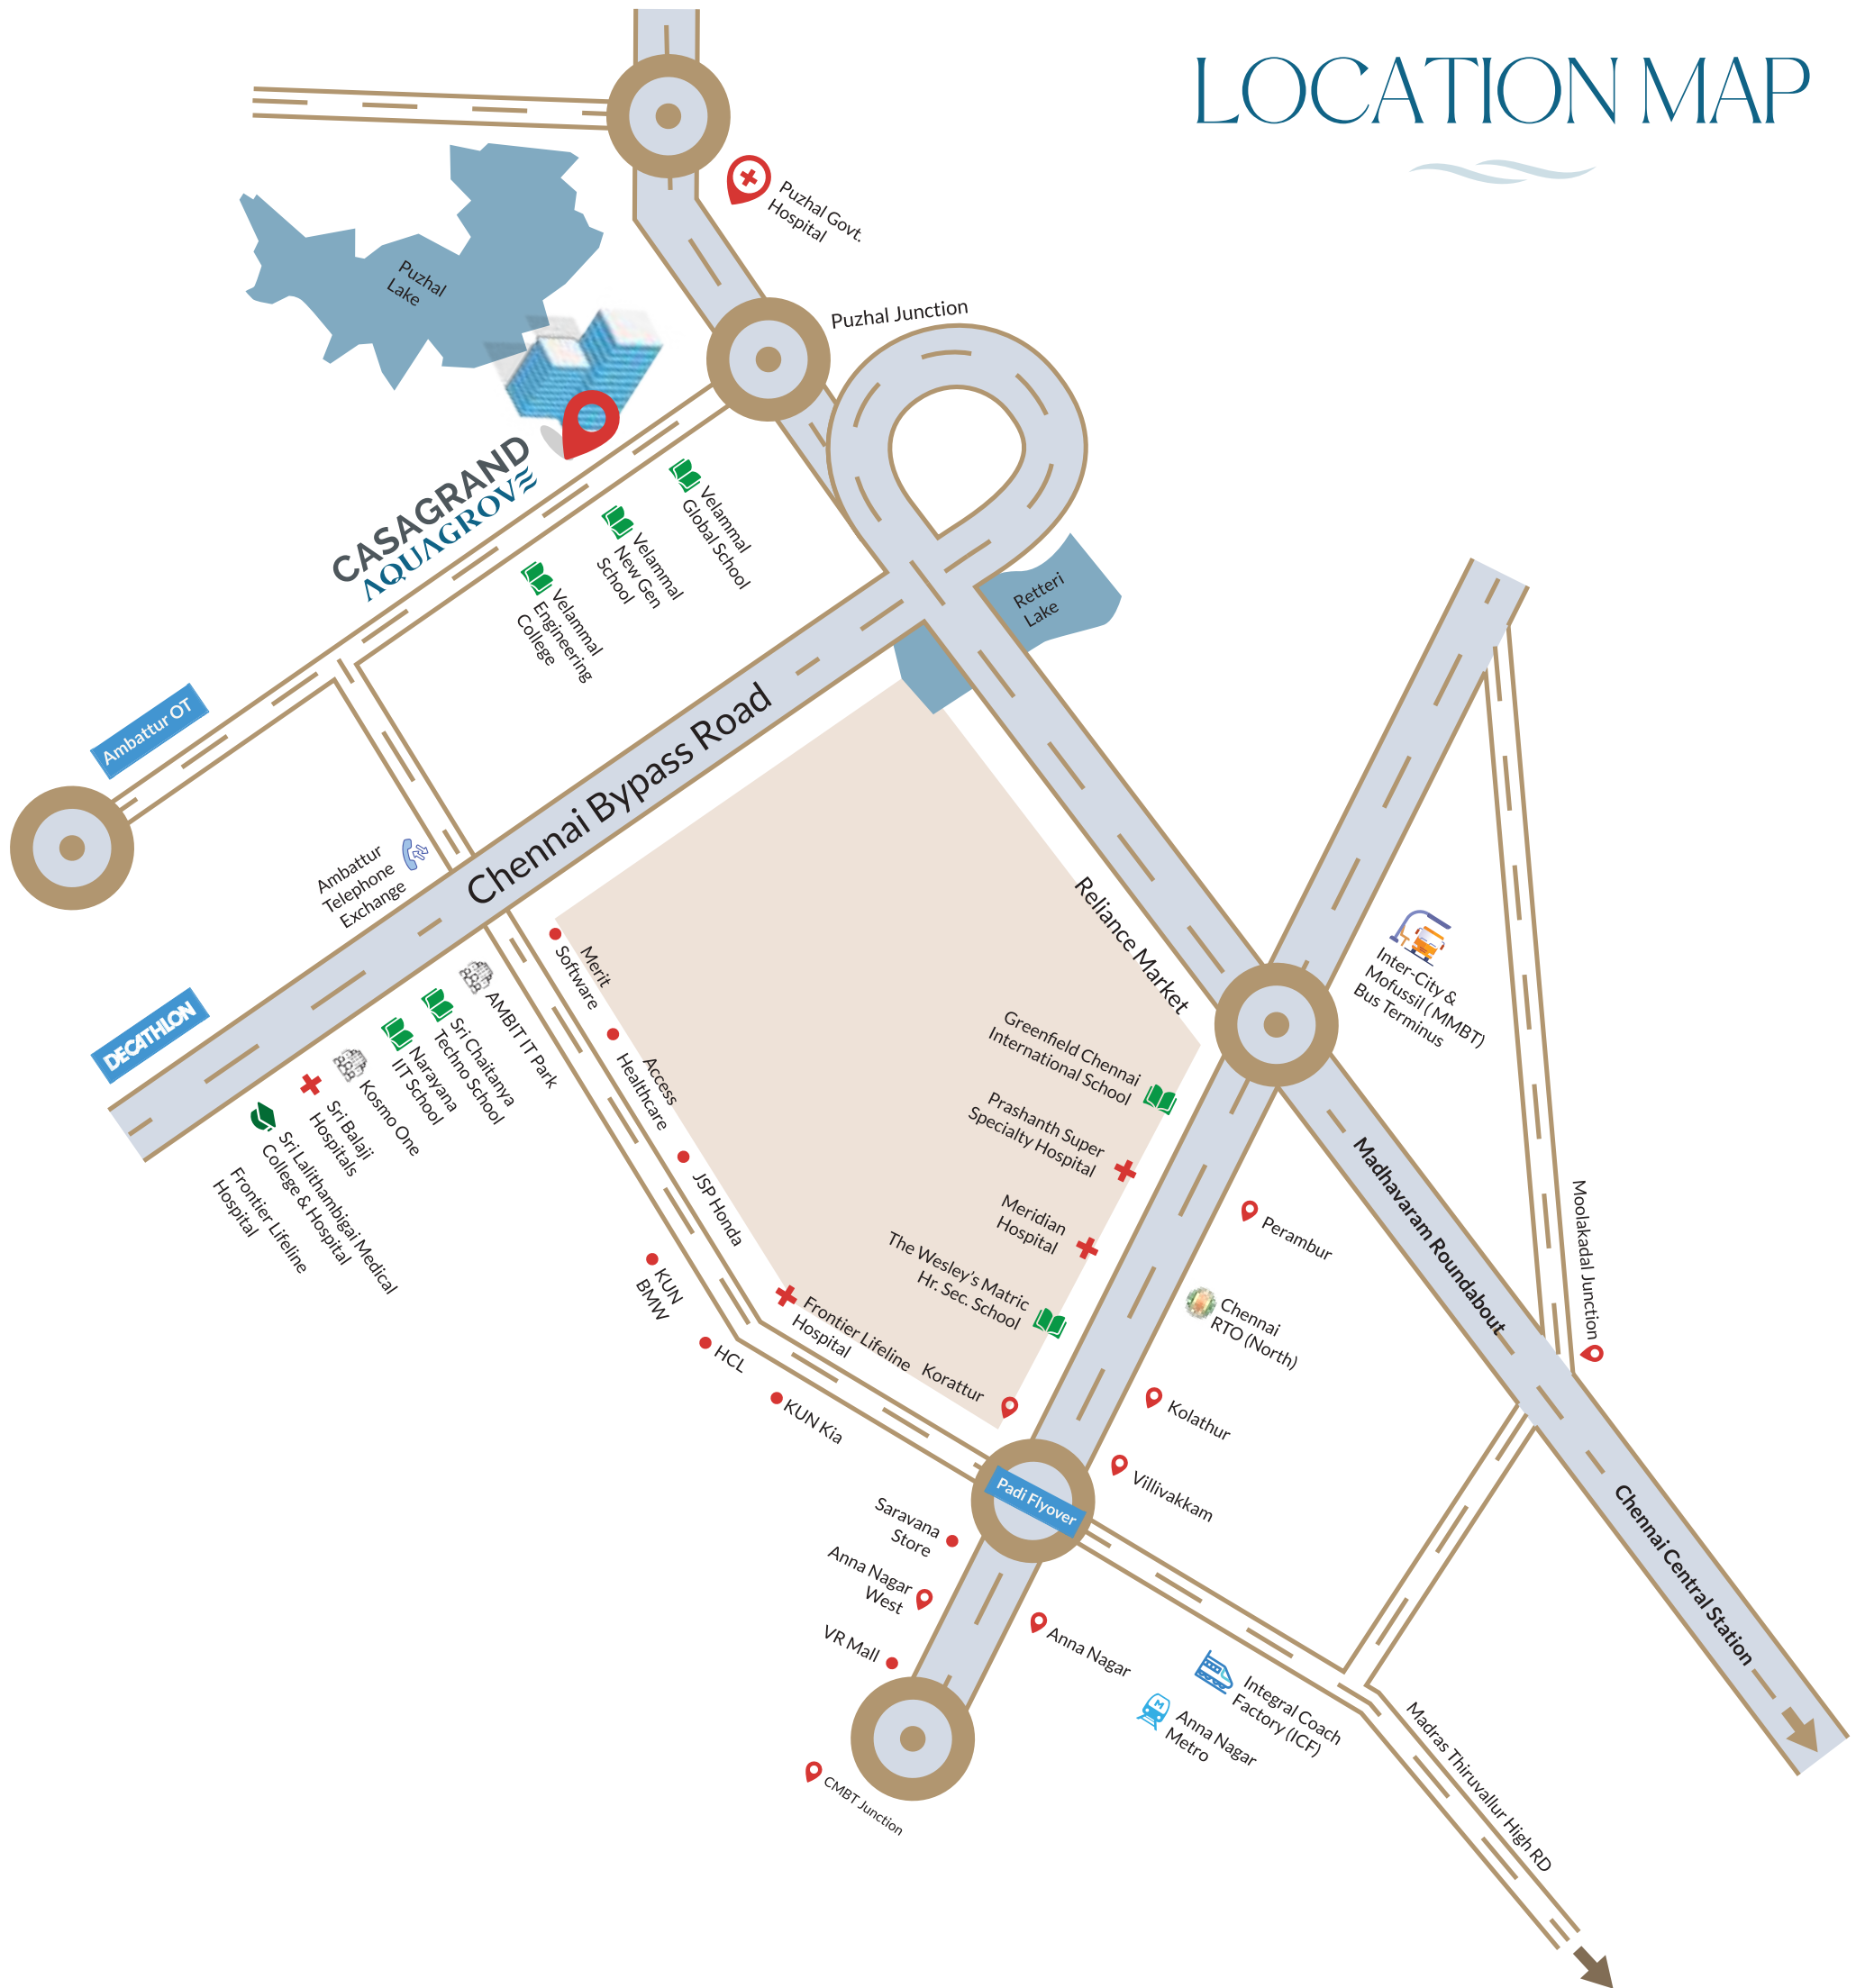 LOCATION MAP
Puzhal Govt.
Hospital
Puzhal
Lake
Puzhal Junction
CASAGRAND
AQUAGROVE
Velammal
Global School
Velammal
New Gen
School
Velammal
Engineering
College
Retteri
Lake
Ambattur OT
Chennai Bypass Road
Ambattur
Telephone
Exchange
DECATHLON
AMBIT IT Park
Sri Chaitanya
Techno School
Narayana
IIT School
Kosmo One
Sri Balaji
Hospitals
Sri Lalithambigai Medical
College & Hospital
Frontier Lifeline
Hospital
Merit
Software
Access
Healthcare
JSP Honda
KUN
BMW
HCL
KUN Kia
Reliance Market
Inter-City &
Mofussil ( MMBT)
Bus Terminus
Greenfield Chennai
International School
Prashanth Super
Specialty Hospital
Meridian
Hospital
The Wesley's Matric
Hr. Sec. School
Frontier Lifeline
Hospital
Korattur
Perambur
Chennai
RTO (North)
Kolathur
Villivakkam
Madhavaram Roundabout
Moolakadal Junction
Padi Flyover
Saravana
Store
Anna Nagar
West
VR Mall
Anna Nagar
Integral Coach
Factory (ICF)
Anna Nagar
Metro
M
Chennai Central Station
Madras Thiruvallur High RD
CMBT Junction